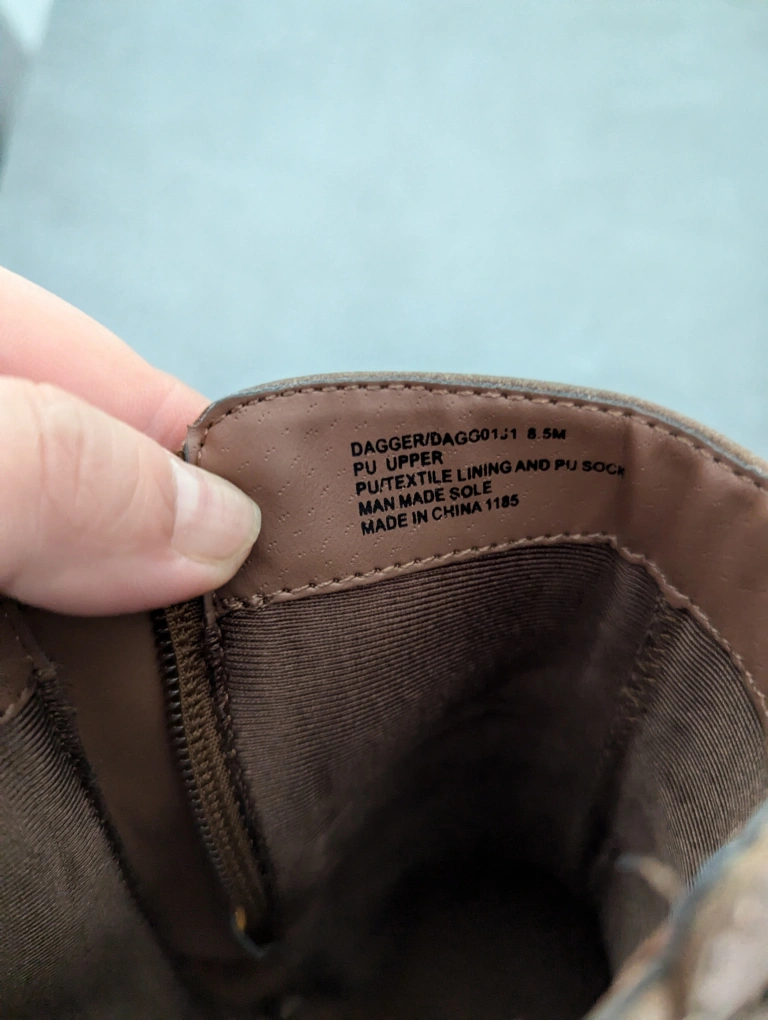 DAGGER/DAGG01J1 8.5M
PU UPPER
PU/TEXTILE LINING AND PU SOCK
MAN MADE SOLE
MADE IN CHINA 1185